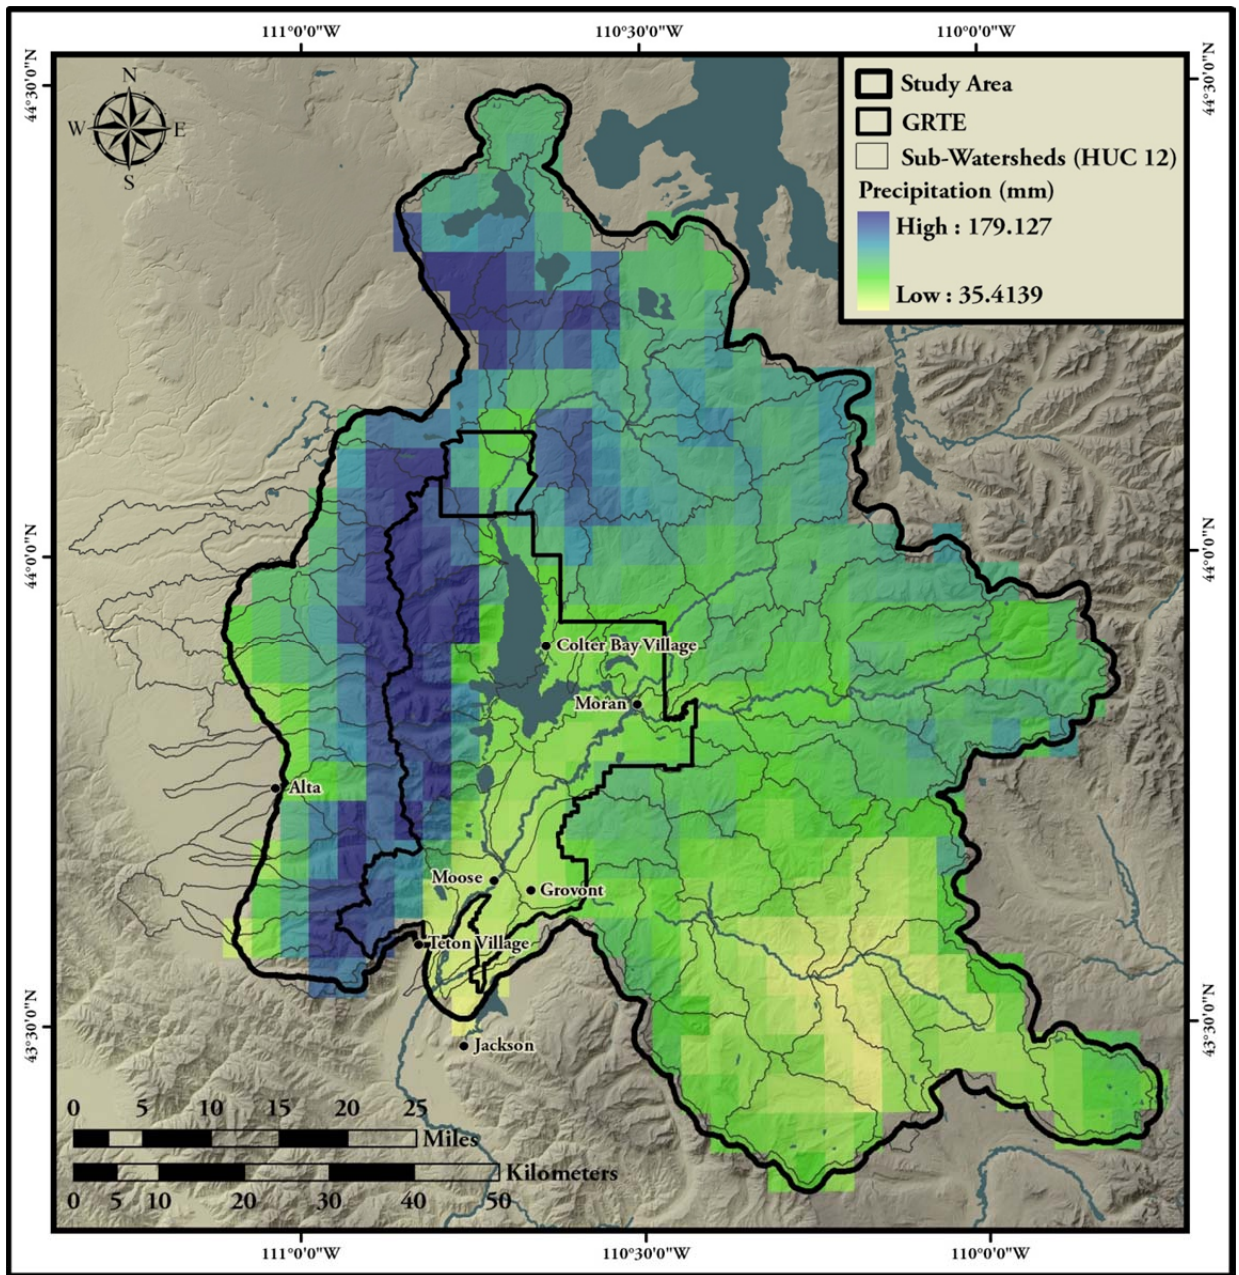 111°0'0"W 110°30'0"W 110°0'0"W
44°30'0"N
44°30'0"N
N
W E
S
Study Area
GRTE
Sub-Watersheds (HUC 12)
Precipitation (mm)
High : 179.127
Low : 35.4139
44°0'0"N
44°0'0"N
Colter Bay Village
Moran
Alta
Moose
Grovont
Teton Village
Jackson
43°30'0"N
43°30'0"N
0 5 10 15 20 25
Miles
Kilometers
0 5 10 20 30 40 50
111°0'0"W 110°30'0"W 110°0'0"W